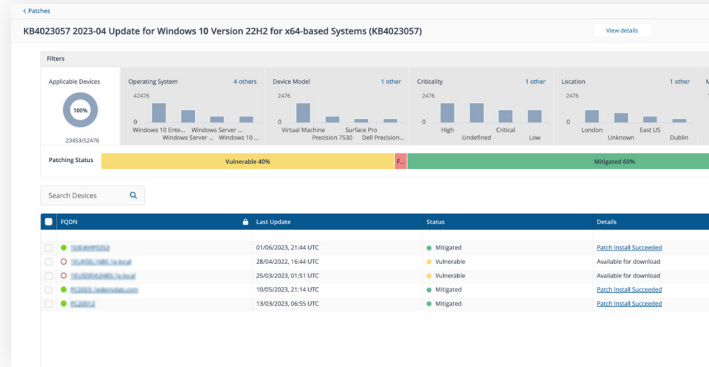 < Patches
KB4023057 2023-04 Update for Windows 10 Version 22H2 for x64-based Systems (KB4023057)
View details
Filters
Applicable Devices
100%
23453/52476
Operating System 4 others
42476
0
Windows 10 Ente... Windows Server ...
Windows Server ... Windows 10 ...
Device Model 1 other
2476
0
Virtual Machine Surface Pro
Precision 7530 Dell Precision...
Criticality 1 other
2476
0
High Critical
Undefined Low
Location 1 other
2476
0
London East US
Unknown Dublin
M
Patching Status Vulnerable 40% F... Mitigated 60%
Search Devices
FQDN Last Update Status Details
01/06/2023, 21:44 UTC Mitigated Patch Install Succeeded
28/04/2022, 16:44 UTC Vulnerable Available for download
25/03/2023, 01:51 UTC Vulnerable Available for download
10/05/2023, 21:14 UTC Mitigated Patch Install Succeeded
13/03/2023, 06:55 UTC Mitigated Patch Install Succeeded